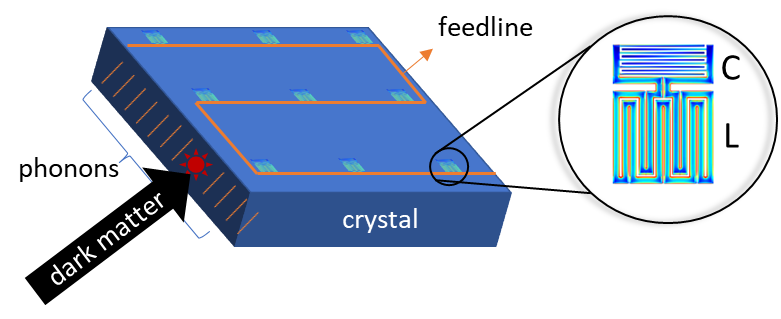 feedline
C
L
phonons
dark matter
crystal